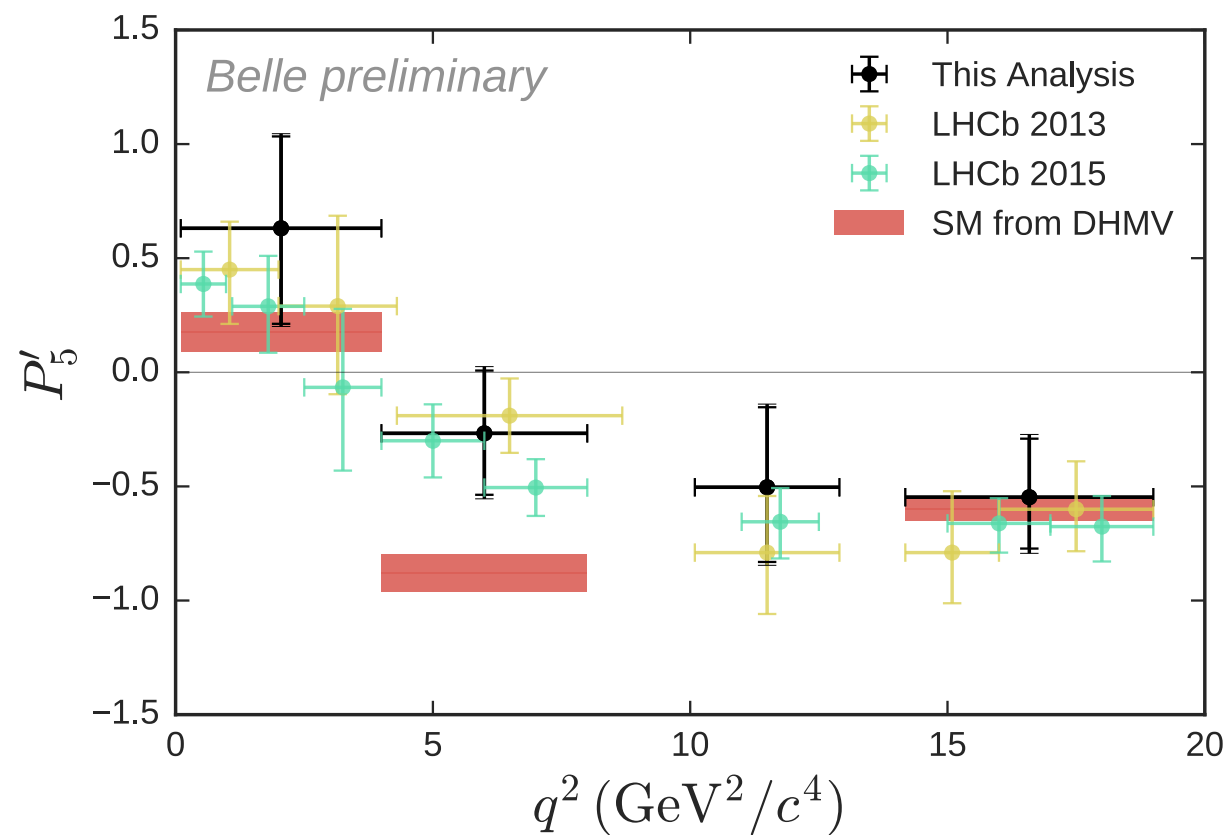 Belle preliminary
This Analysis
LHCb 2013
LHCb 2015
SM from DHMV
1.5
1.0
0.5
0.0
−0.5
−1.0
−1.5
P′₅
0 5 10 15 20
q² (GeV²/c⁴)